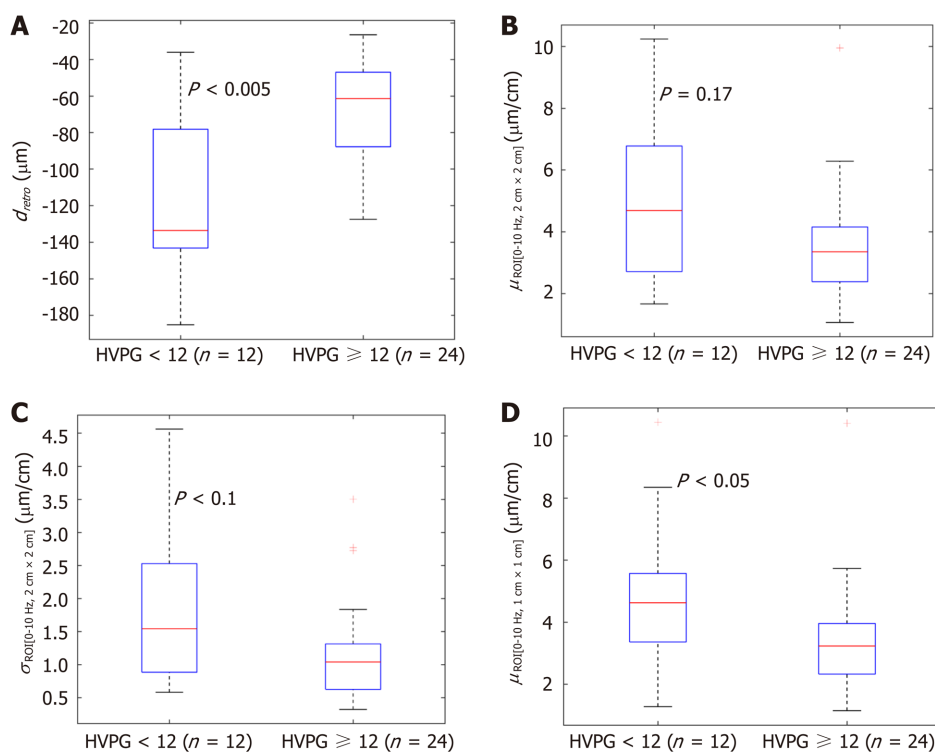 A
-20
-40
-60
-80
-100
-120
-140
-160
-180
d_retro (μm)
P < 0.005
HVPG < 12 (n = 12)
HVPG ⩾ 12 (n = 24)
B
10
8
6
4
2
μ_ROI[0-10 Hz, 2 cm × 2 cm] (μm/cm)
P = 0.17
HVPG < 12 (n = 12)
HVPG ⩾ 12 (n = 24)
C
4.5
4.0
3.5
3.0
2.5
2.0
1.5
1.0
0.5
σ_ROI[0-10 Hz, 2 cm × 2 cm] (μm/cm)
P < 0.1
HVPG < 12 (n = 12)
HVPG ⩾ 12 (n = 24)
D
10
8
6
4
2
μ_ROI[0-10 Hz, 1 cm × 1 cm] (μm/cm)
P < 0.05
HVPG < 12 (n = 12)
HVPG ⩾ 12 (n = 24)